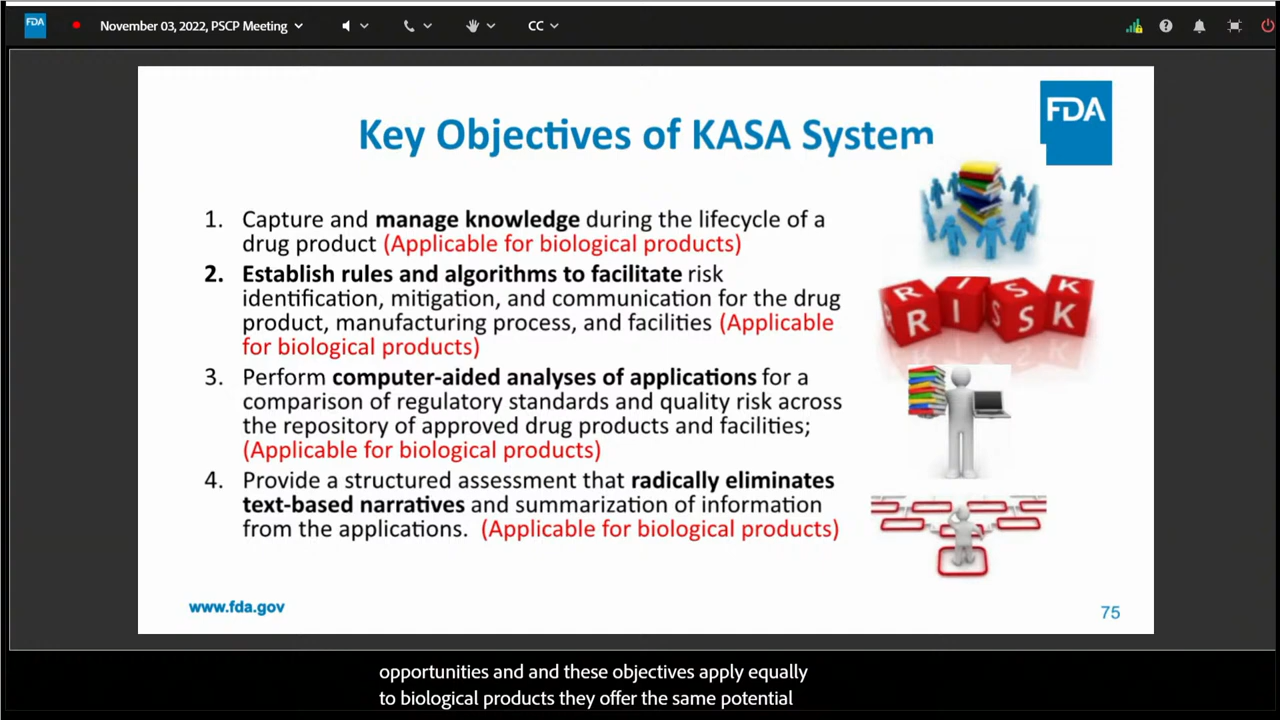 FDA
November 03, 2022, PSCP Meeting
CC
Key Objectives of KASA System
FDA
1. Capture and manage knowledge during the lifecycle of a
drug product (Applicable for biological products)
2. Establish rules and algorithms to facilitate risk
identification, mitigation, and communication for the drug
product, manufacturing process, and facilities (Applicable
for biological products)
R I S K
R I S S K
3. Perform computer-aided analyses of applications for a
comparison of regulatory standards and quality risk across
the repository of approved drug products and facilities;
(Applicable for biological products)
4. Provide a structured assessment that radically eliminates
text-based narratives and summarization of information
from the applications. (Applicable for biological products)
www.fda.gov
75
opportunities and and these objectives apply equally
to biological products they offer the same potential